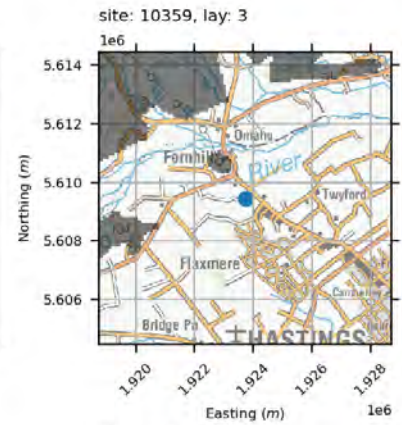 site: 10359, lay: 3
1e6
5.614
5.612
5.610
5.608
5.606
Northing (m)
Omahu
Fernhill
River
Twyford
Flaxmere
Bridge Pa
HASTINGS
1.920
1.922
1.924
1.926
1.928
1e6
Easting (m)